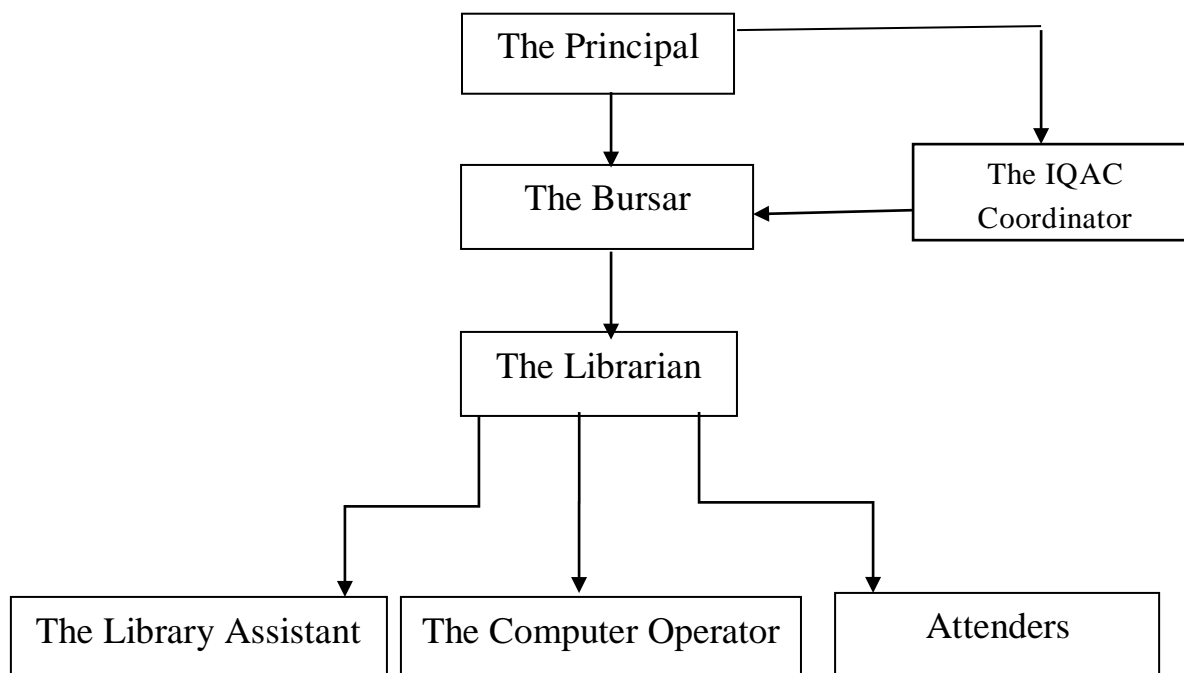 The Principal
The IQAC
Coordinator
The Bursar
The Librarian
The Library Assistant
The Computer Operator
Attenders